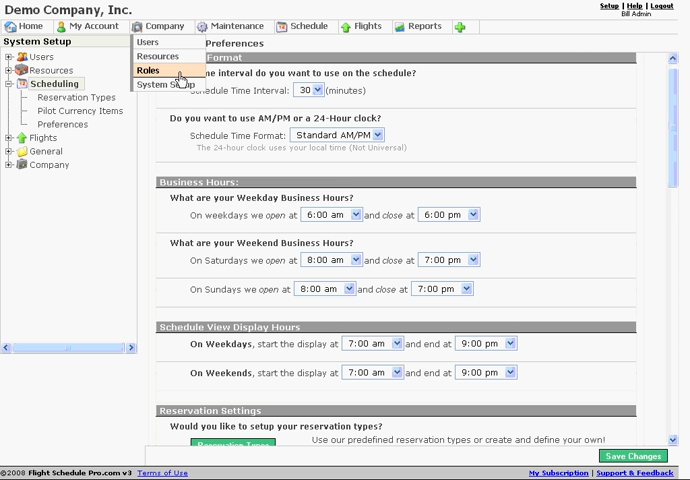 Demo Company, Inc.
Setup | Help | Logout
Bill Admin
Home My Account Company Maintenance Schedule Flights Reports
System Setup
Users
Resources
Scheduling
Reservation Types
Pilot Currency Items
Preferences
Flights
General
Company
Users
Resources
Roles
System Setup
Preferences
Format
me interval do you want to use on the schedule?
Schedule Time Interval: 30 (minutes)
Do you want to use AM/PM or a 24-Hour clock?
Schedule Time Format: Standard AM/PM
The 24-hour clock uses your local time (Not Universal)
Business Hours:
What are your Weekday Business Hours?
On weekdays we open at 6:00 am and close at 6:00 pm
What are your Weekend Business Hours?
On Saturdays we open at 8:00 am and close at 7:00 pm
On Sundays we open at 8:00 am and close at 7:00 pm
Schedule View Display Hours
On Weekdays, start the display at 7:00 am and end at 9:00 pm
On Weekends, start the display at 7:00 am and end at 9:00 pm
Reservation Settings
Would you like to setup your reservation types?
Reservation Types Use our predefined reservation types or create and define your own!
Save Changes
©2008 Flight Schedule Pro.com v3 Terms of Use My Subscription | Support & Feedback